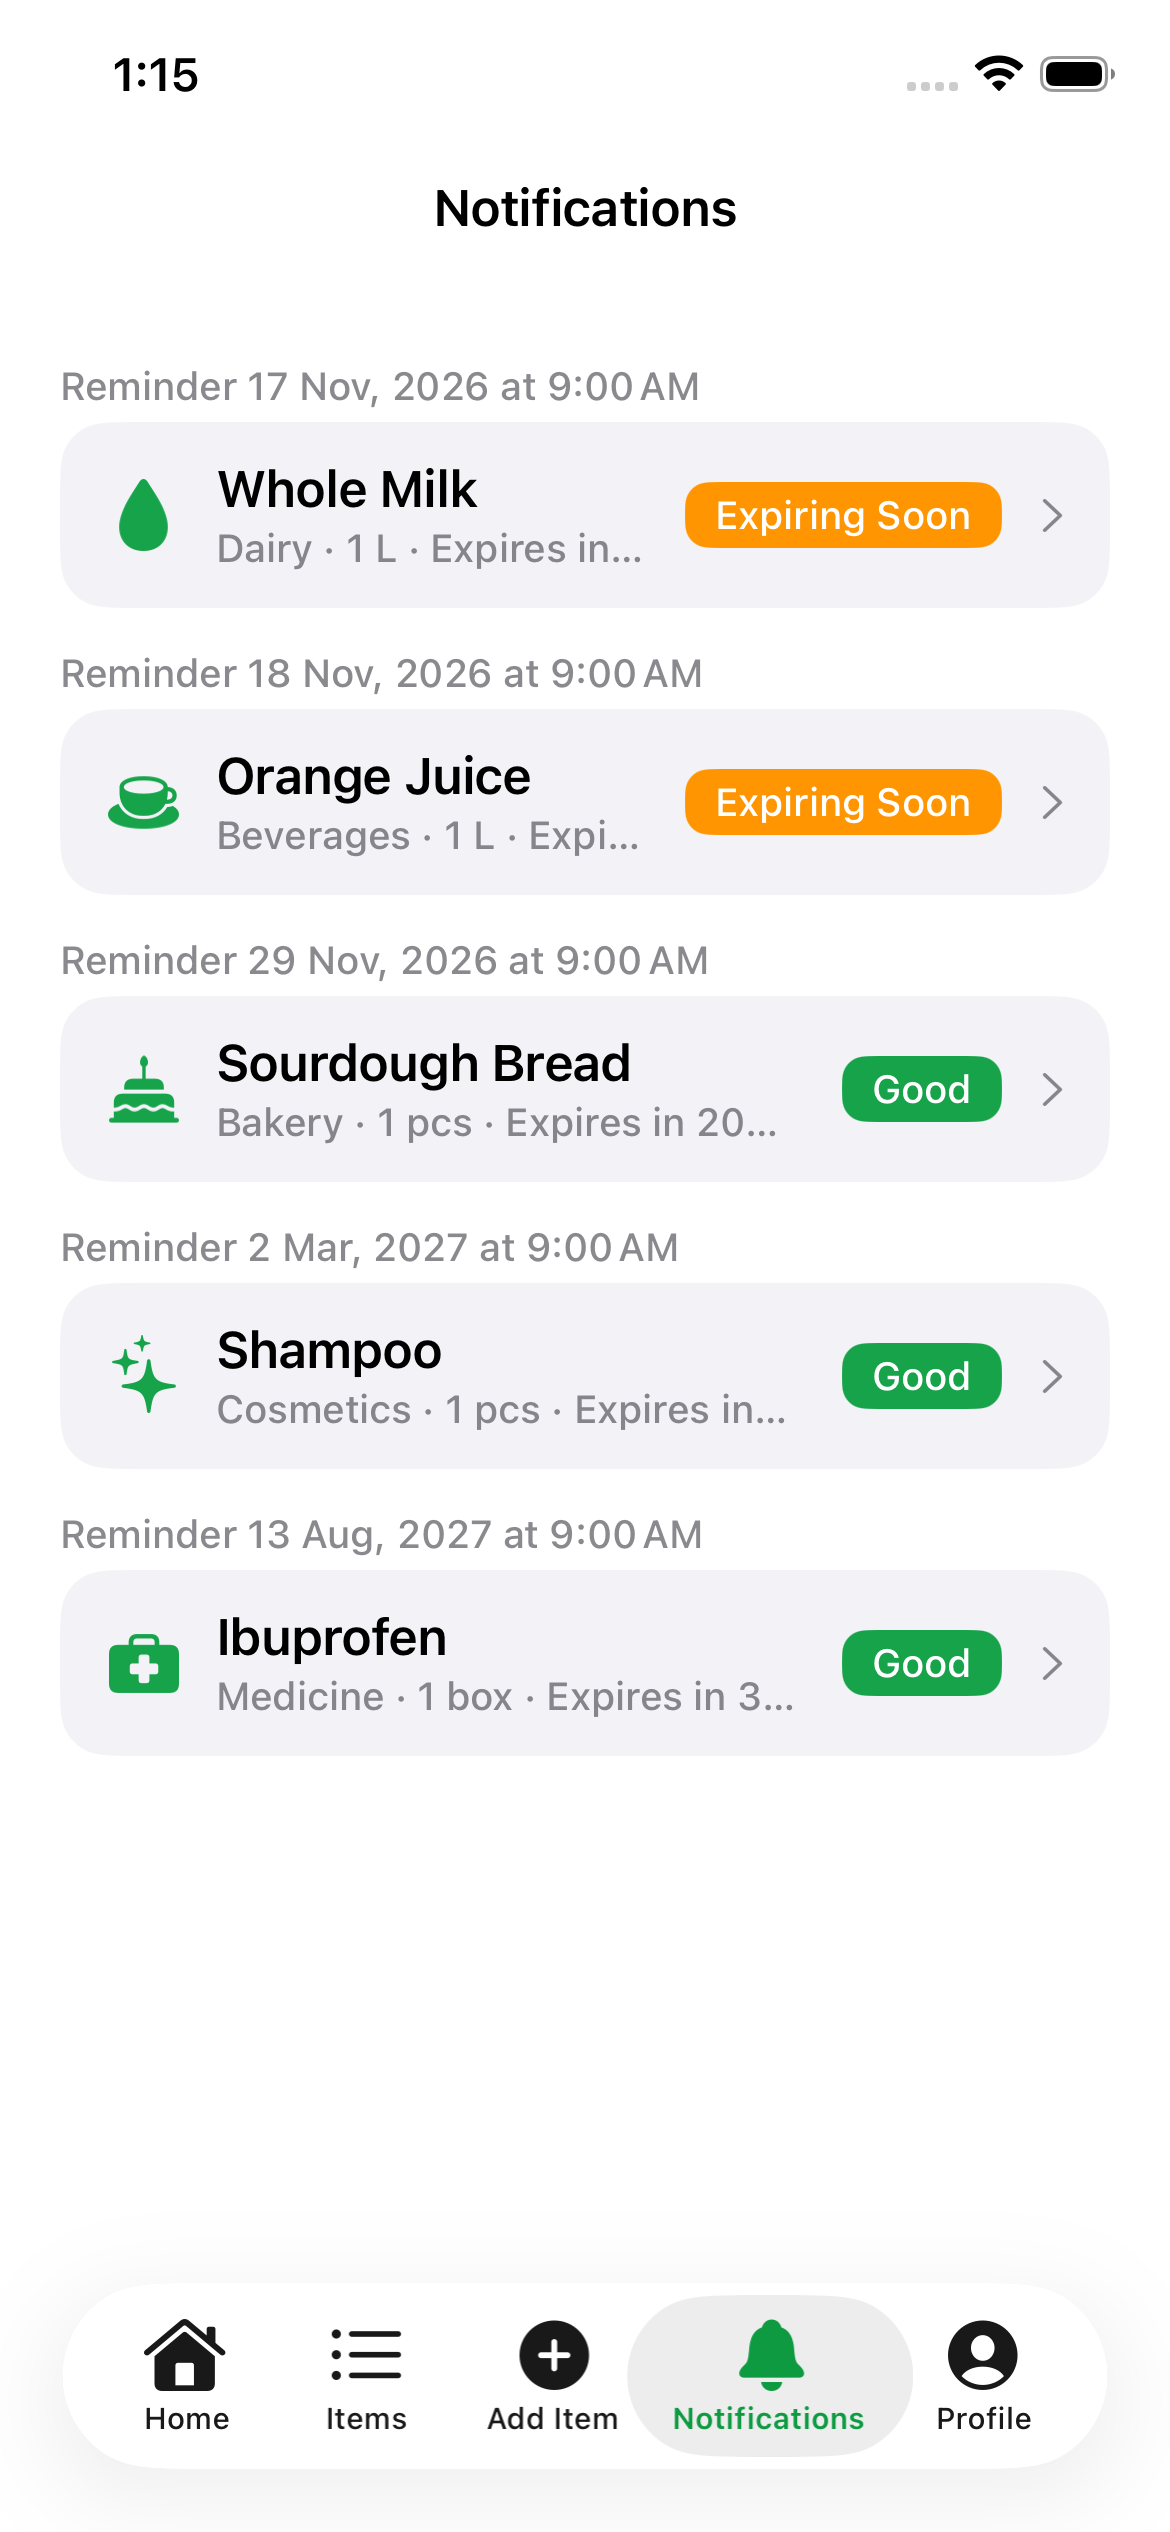 1:15
Notifications
Reminder 17 Nov, 2026 at 9:00 AM
Whole Milk
Dairy · 1 L · Expires in...
Expiring Soon
Reminder 18 Nov, 2026 at 9:00 AM
Orange Juice
Beverages · 1 L · Expi...
Expiring Soon
Reminder 29 Nov, 2026 at 9:00 AM
Sourdough Bread
Bakery · 1 pcs · Expires in 20...
Good
Reminder 2 Mar, 2027 at 9:00 AM
Shampoo
Cosmetics · 1 pcs · Expires in...
Good
Reminder 13 Aug, 2027 at 9:00 AM
Ibuprofen
Medicine · 1 box · Expires in 3...
Good
Home
Items
Add Item
Notifications
Profile